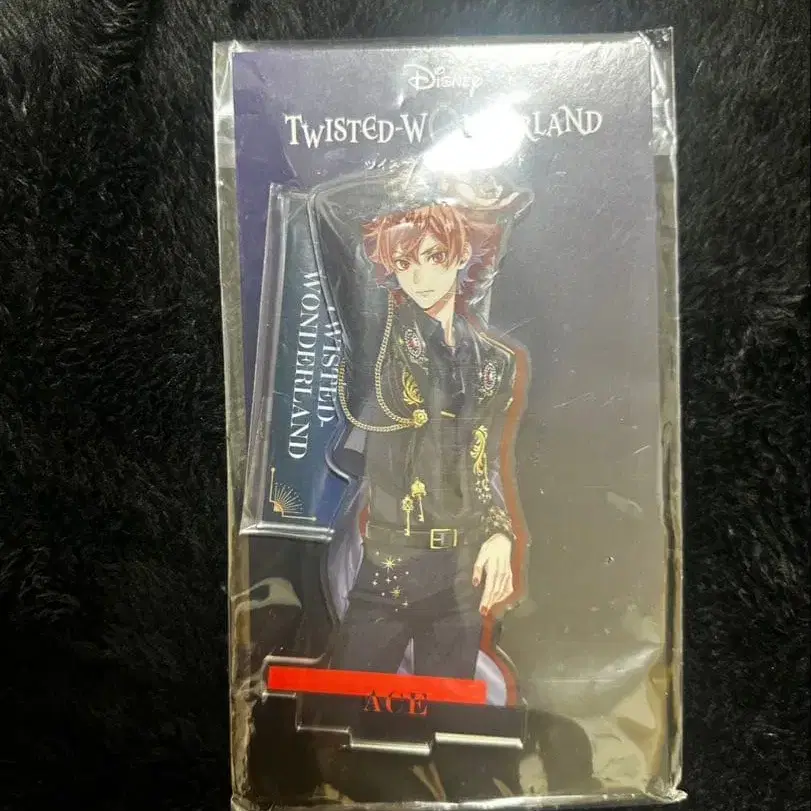 Disney
TWISTED-WONDERLAND
TWISTED-
WONDERLAND
ACE